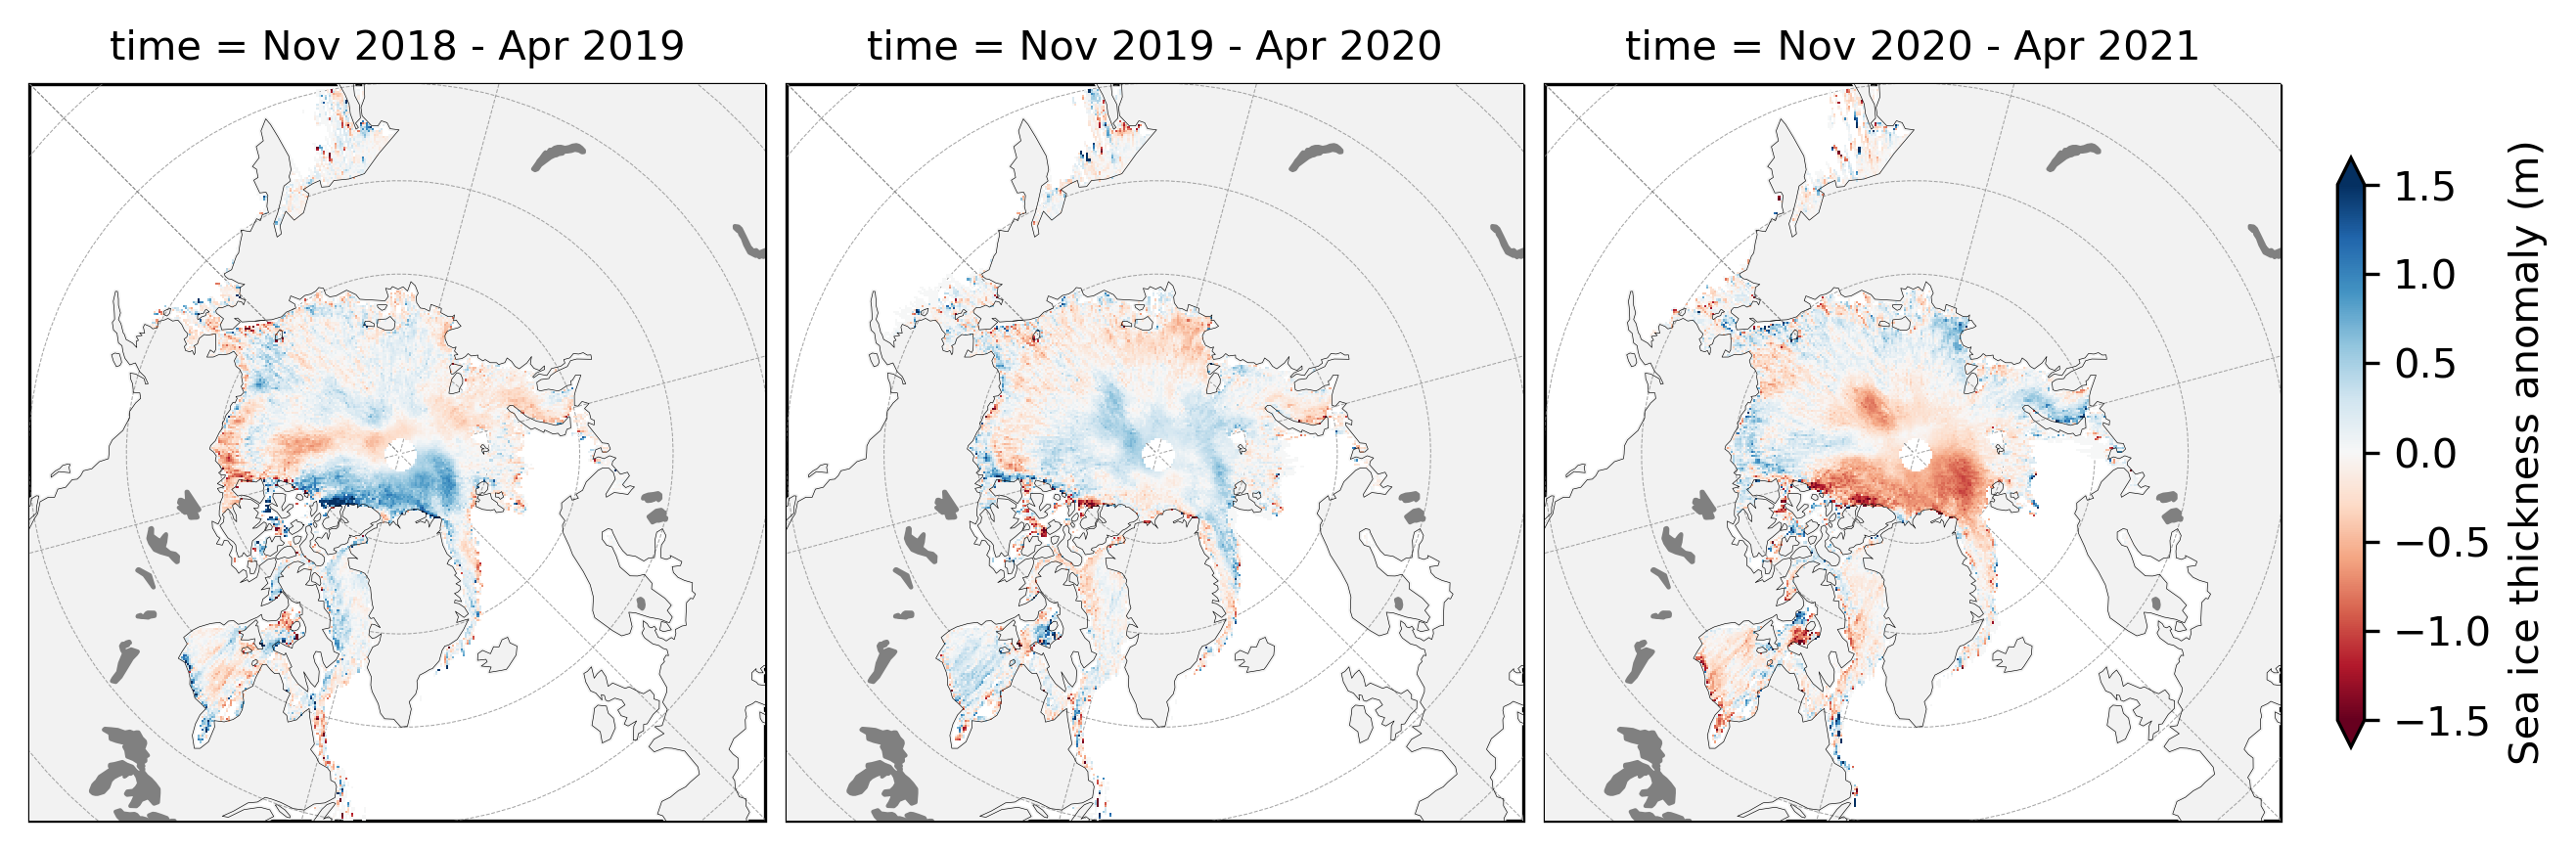 time = Nov 2018 - Apr 2019
time = Nov 2019 - Apr 2020
time = Nov 2020 - Apr 2021
1.5
1.0
0.5
0.0
−0.5
−1.0
−1.5
Sea ice thickness anomaly (m)